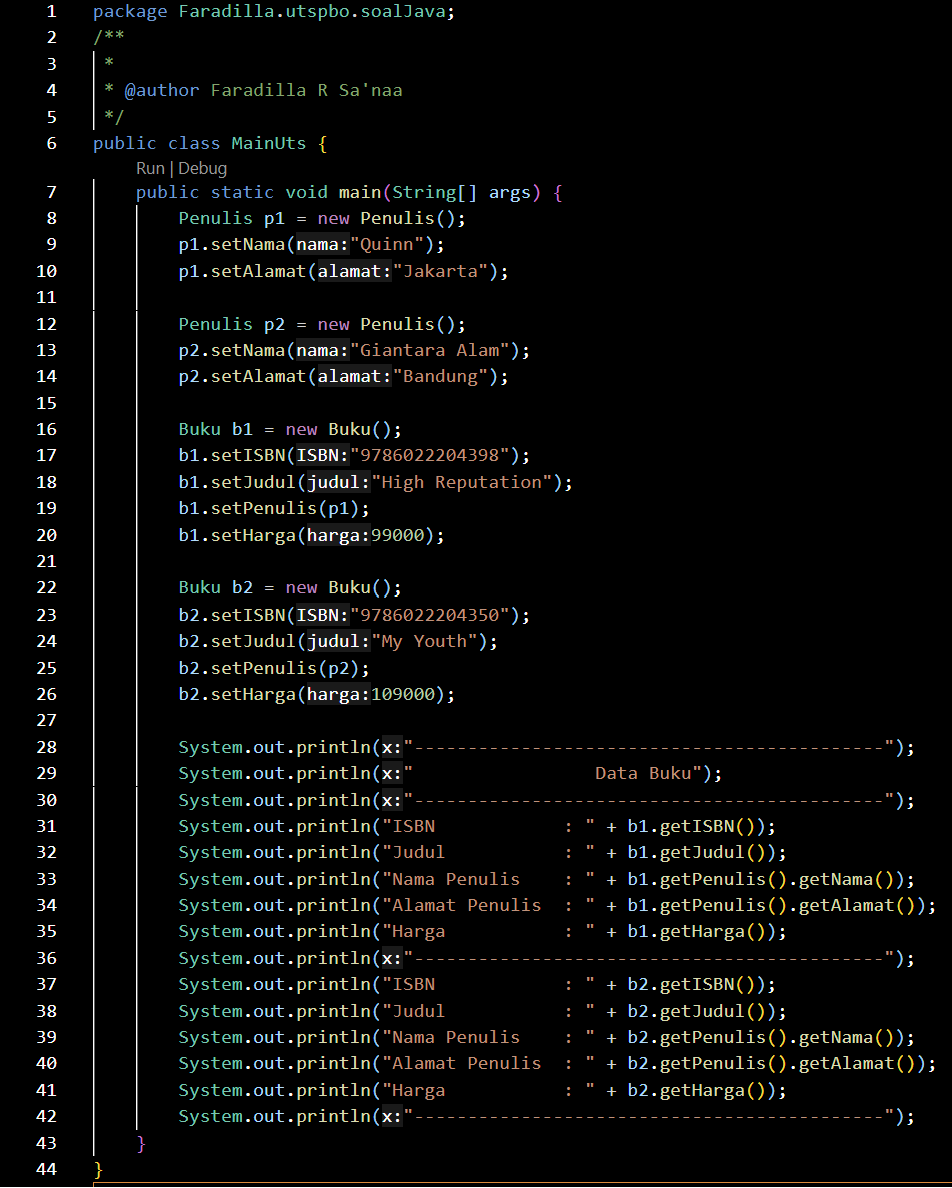 1 package Faradilla.utspbo.soalJava;
2 /**
3  *
4  * @author Faradilla R Sa'naa
5  */
6 public class MainUts {
Run | Debug
7     public static void main(String[] args) {
8         Penulis p1 = new Penulis();
9         p1.setNama(nama:"Quinn");
10         p1.setAlamat(alamat:"Jakarta");
11
12         Penulis p2 = new Penulis();
13         p2.setNama(nama:"Giantara Alam");
14         p2.setAlamat(alamat:"Bandung");
15
16         Buku b1 = new Buku();
17         b1.setISBN(ISBN:"9786022204398");
18         b1.setJudul(judul:"High Reputation");
19         b1.setPenulis(p1);
20         b1.setHarga(harga:99000);
21
22         Buku b2 = new Buku();
23         b2.setISBN(ISBN:"9786022204350");
24         b2.setJudul(judul:"My Youth");
25         b2.setPenulis(p2);
26         b2.setHarga(harga:109000);
27
28         System.out.println(x:"--------------------------------------------");
29         System.out.println(x:"                 Data Buku");
30         System.out.println(x:"--------------------------------------------");
31         System.out.println("ISBN            : " + b1.getISBN());
32         System.out.println("Judul           : " + b1.getJudul());
33         System.out.println("Nama Penulis    : " + b1.getPenulis().getNama());
34         System.out.println("Alamat Penulis  : " + b1.getPenulis().getAlamat());
35         System.out.println("Harga           : " + b1.getHarga());
36         System.out.println(x:"--------------------------------------------");
37         System.out.println("ISBN            : " + b2.getISBN());
38         System.out.println("Judul           : " + b2.getJudul());
39         System.out.println("Nama Penulis    : " + b2.getPenulis().getNama());
40         System.out.println("Alamat Penulis  : " + b2.getPenulis().getAlamat());
41         System.out.println("Harga           : " + b2.getHarga());
42         System.out.println(x:"--------------------------------------------");
43     }
44 }